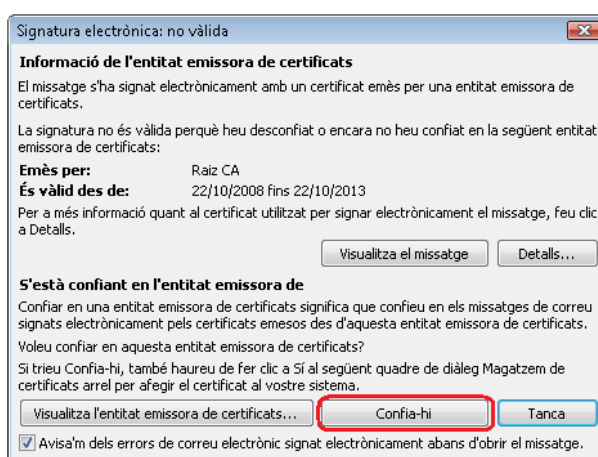 Signatura electrònica: no vàlida
Informació de l'entitat emissora de certificats
El missatge s'ha signat electrònicament amb un certificat emès per una entitat emissora de
certificats.
La signatura no és vàlida perquè heu desconfiat o encara no heu confiat en la següent entitat
emissora de certificats:
Emès per: Raiz CA
És vàlid des de: 22/10/2008 fins 22/10/2013
Per a més informació quant al certificat utilitzat per signar electrònicament el missatge, feu clic
a Detalls.
Visualitza el missatge Detalls...
S'està confiant en l'entitat emissora de
Confiar en una entitat emissora de certificats significa que confieu en els missatges de correu
signats electrònicament pels certificats emesos des d'aquesta entitat emissora de certificats.
Voleu confiar en aquesta entitat emissora de certificats?
Si trieu Confia-hi, també haureu de fer clic a Sí al següent quadre de diàleg Magatzem de
certificats arrel per afegir el certificat al vostre sistema.
Visualitza l'entitat emissora de certificats... Confia-hi Tanca
Avisa'm dels errors de correu electrònic signat electrònicament abans d'obrir el missatge.